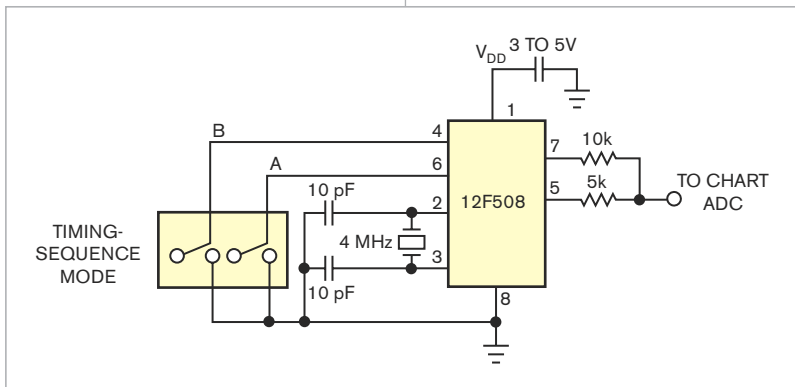 VDD 3 TO 5V
1
B
4
7
10k
A
6
10 pF
2
12F508
5
5k
TO CHART
ADC
TIMING-
SEQUENCE
MODE
4 MHz
3
10 pF
8